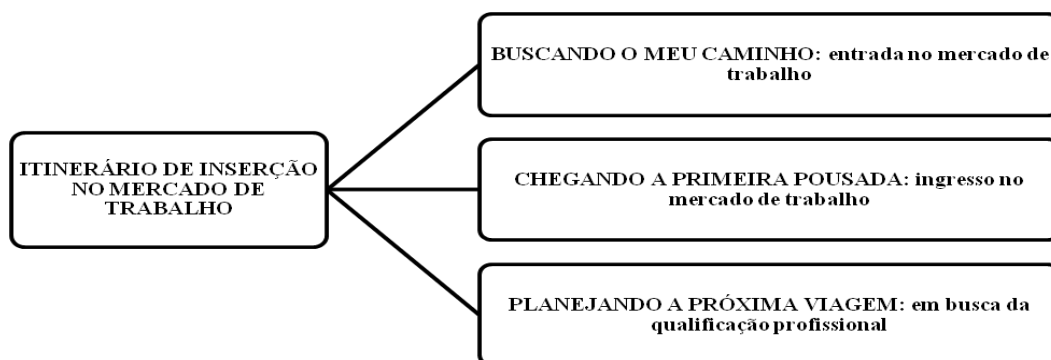 BUSCANDO O MEU CAMINHO: entrada no mercado de
trabalho
ITINERÁRIO DE INSERÇÃO
NO MERCADO DE
TRABALHO
CHEGANDO A PRIMEIRA POUSADA: ingresso no
mercado de trabalho
PLANEJANDO A PRÓXIMA VIAGEM: em busca da
qualificação profissional